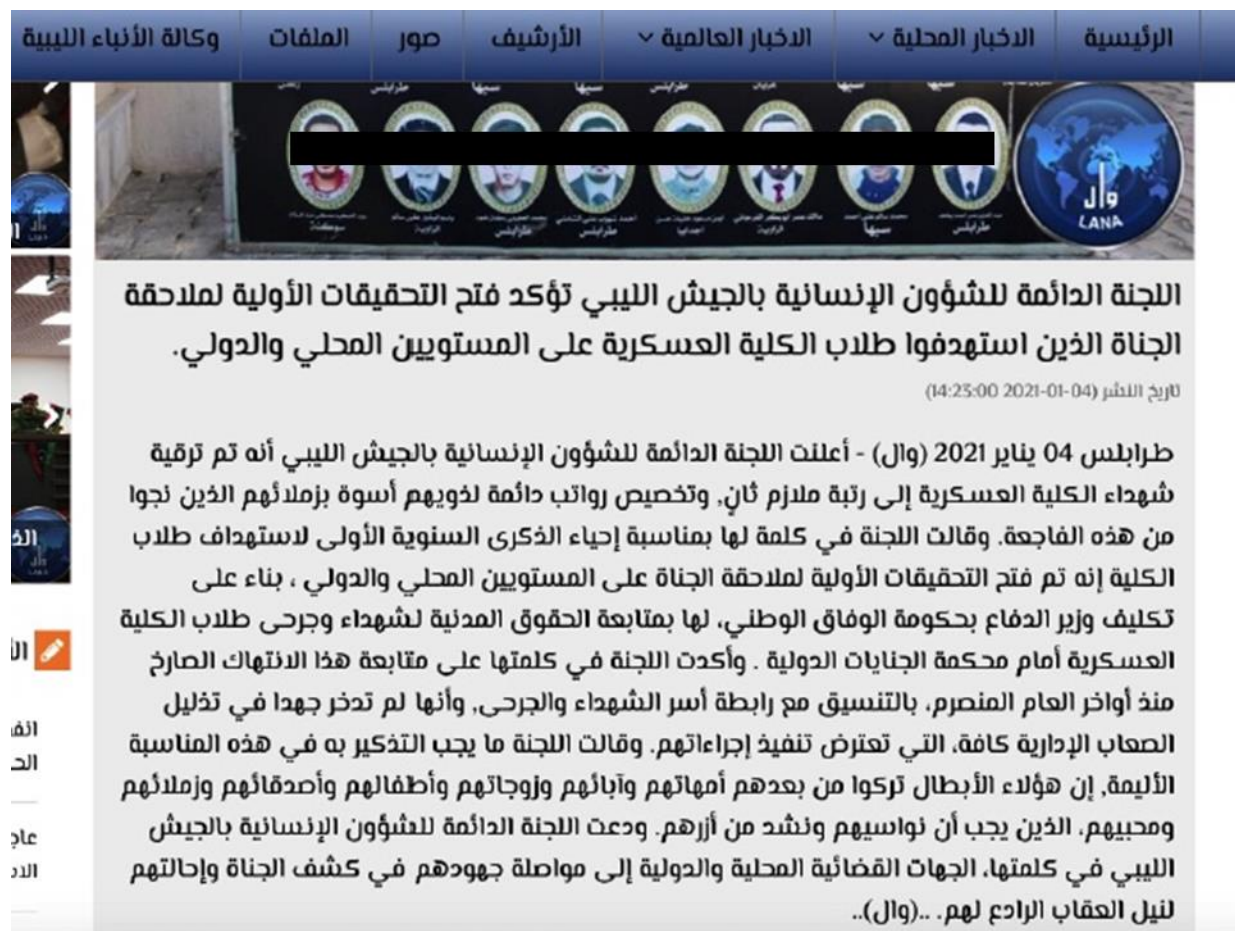 الرئيسية
الاخبار المحلية
الاخبار العالمية
الأرشيف
صور
الملفات
وكالة الأنباء الليبية
طرابلس
سبها
سبها
طرابلس
سبها
وال
LANA
طرابلس
سبها
الزاوية
طرابلس
طرابلس
الزاوية
سوكنة
اللجنة الدائمة للشؤون الإنسانية بالجيش الليبي تؤكد فتح التحقيقات الأولية لملاحقة
الجناة الذين استهدفوا طلاب الكلية العسكرية على المستويين المحلي والدولي.
تاريخ النشر (04-01-2021 14:23:00)
طرابلس 04 يناير 2021 (وال) - أعلنت اللجنة الدائمة للشؤون الإنسانية بالجيش الليبي أنه تم ترقية
شهداء الكلية العسكرية إلى رتبة ملازم ثانٍ, وتخصيص رواتب دائمة لذويهم أسوة بزملائهم الذين نجوا
من هذه الفاجعة. وقالت اللجنة في كلمة لها بمناسبة إحياء الذكرى السنوية الأولى لاستهداف طلاب
الكلية إنه تم فتح التحقيقات الأولية لملاحقة الجناة على المستويين المحلي والدولي ، بناء على
تكليف وزير الدفاع بحكومة الوفاق الوطني، لها بمتابعة الحقوق المدنية لشهداء وجرحى طلاب الكلية
العسكرية أمام محكمة الجنايات الدولية . وأكدت اللجنة في كلمتها على متابعة هذا الانتهاك الصارخ
منذ أواخر العام المنصرم، بالتنسيق مع رابطة أسر الشهداء والجرحى, وأنها لم تدخر جهدا في تذليل
الصعاب الإدارية كافة، التي تعترض تنفيذ إجراءاتهم. وقالت اللجنة ما يجب التذكير به في هذه المناسبة
الأليمة, إن هؤلاء الأبطال تركوا من بعدهم أمهاتهم وآبائهم وزوجاتهم وأطفالهم وأصدقائهم وزملائهم
ومحبيهم، الذين يجب أن نواسيهم ونشد من أزرهم. ودعت اللجنة الدائمة للشؤون الإنسانية بالجيش
الليبي في كلمتها، الجهات القضائية المحلية والدولية إلى مواصلة جهودهم في كشف الجناة وإحالتهم
لنيل العقاب الرادع لهم. ..(وال)..